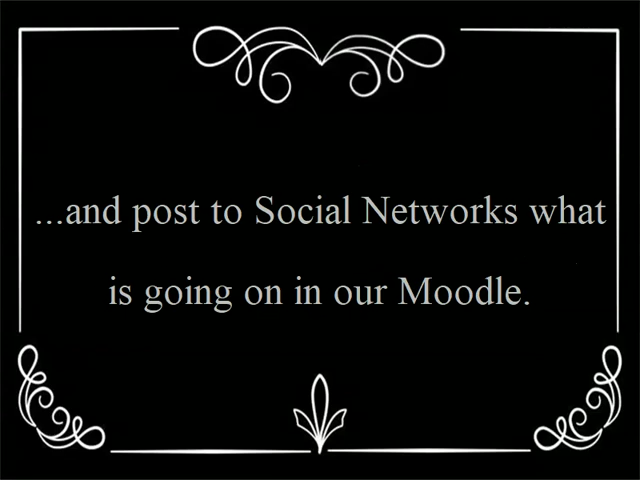 ...and post to Social Networks what
is going on in our Moodle.